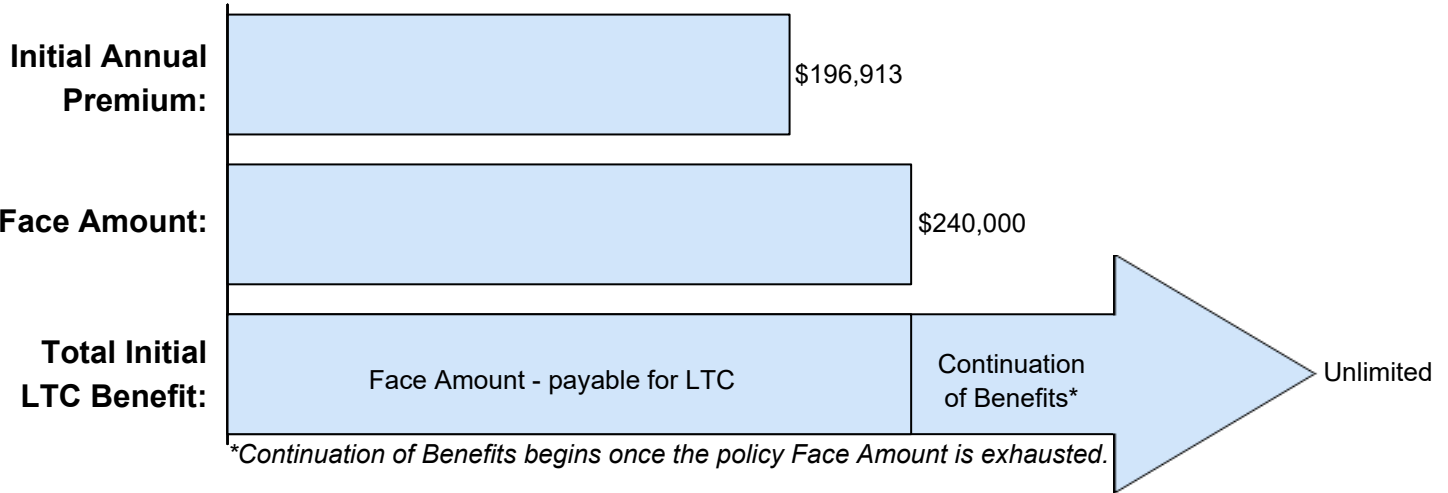 Initial Annual
Premium:
$196,913
Face Amount:
$240,000
Total Initial
LTC Benefit:
Face Amount - payable for LTC
Continuation
of Benefits*
Unlimited
*Continuation of Benefits begins once the policy Face Amount is exhausted.